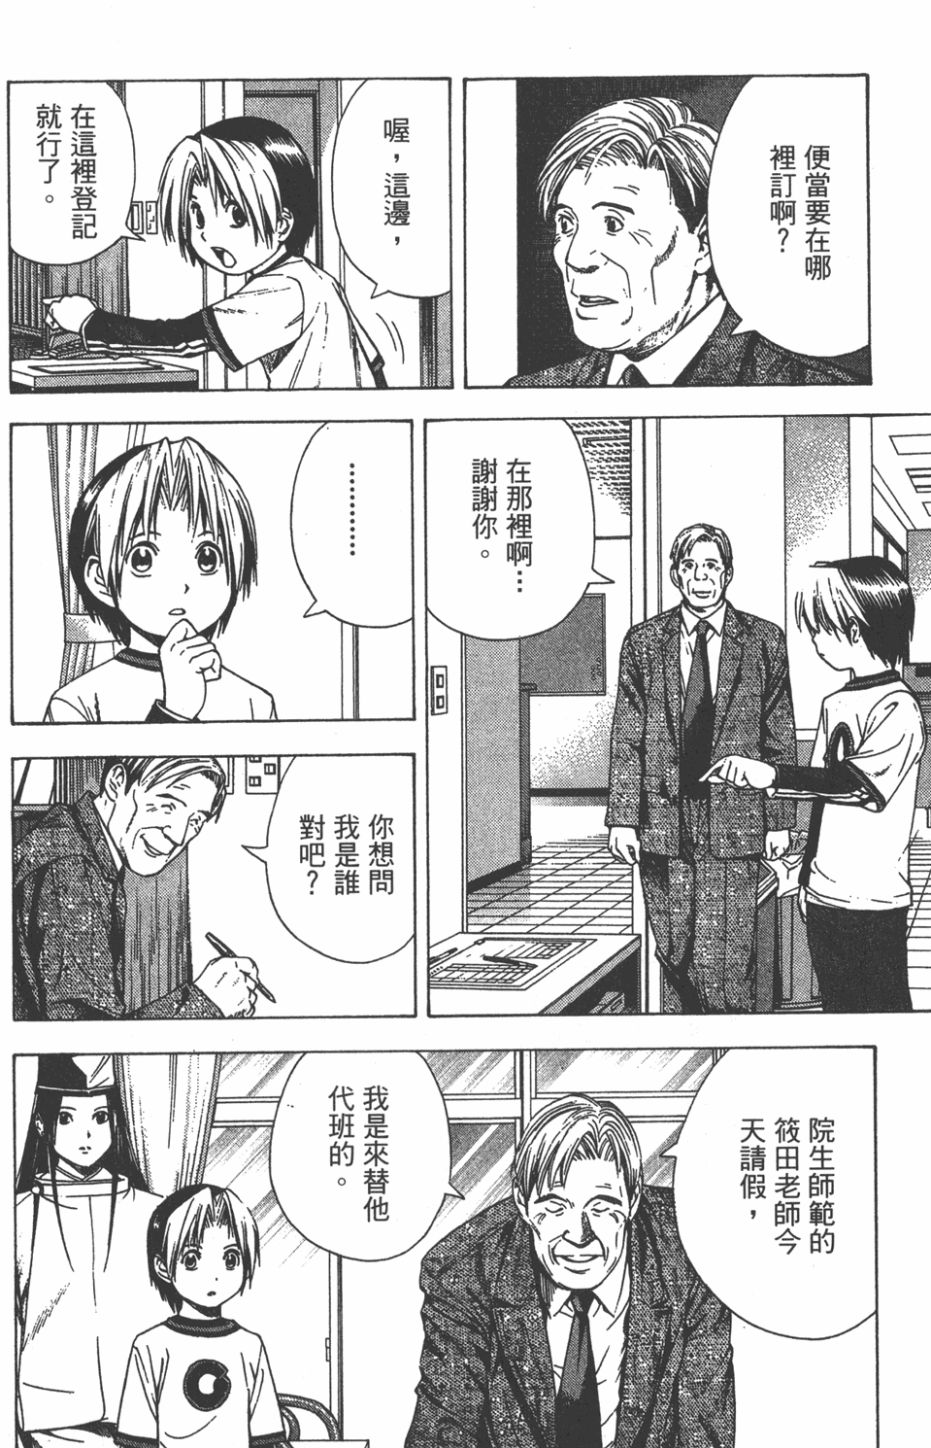 便當要在哪
裡訂啊？
喔，這邊，
在這裡登記
就行了。
在那裡啊…
謝謝你。
…………
你想問
我是誰
對吧？
院生師範的
筱田老師今
天請假，
我是來替他
代班的。